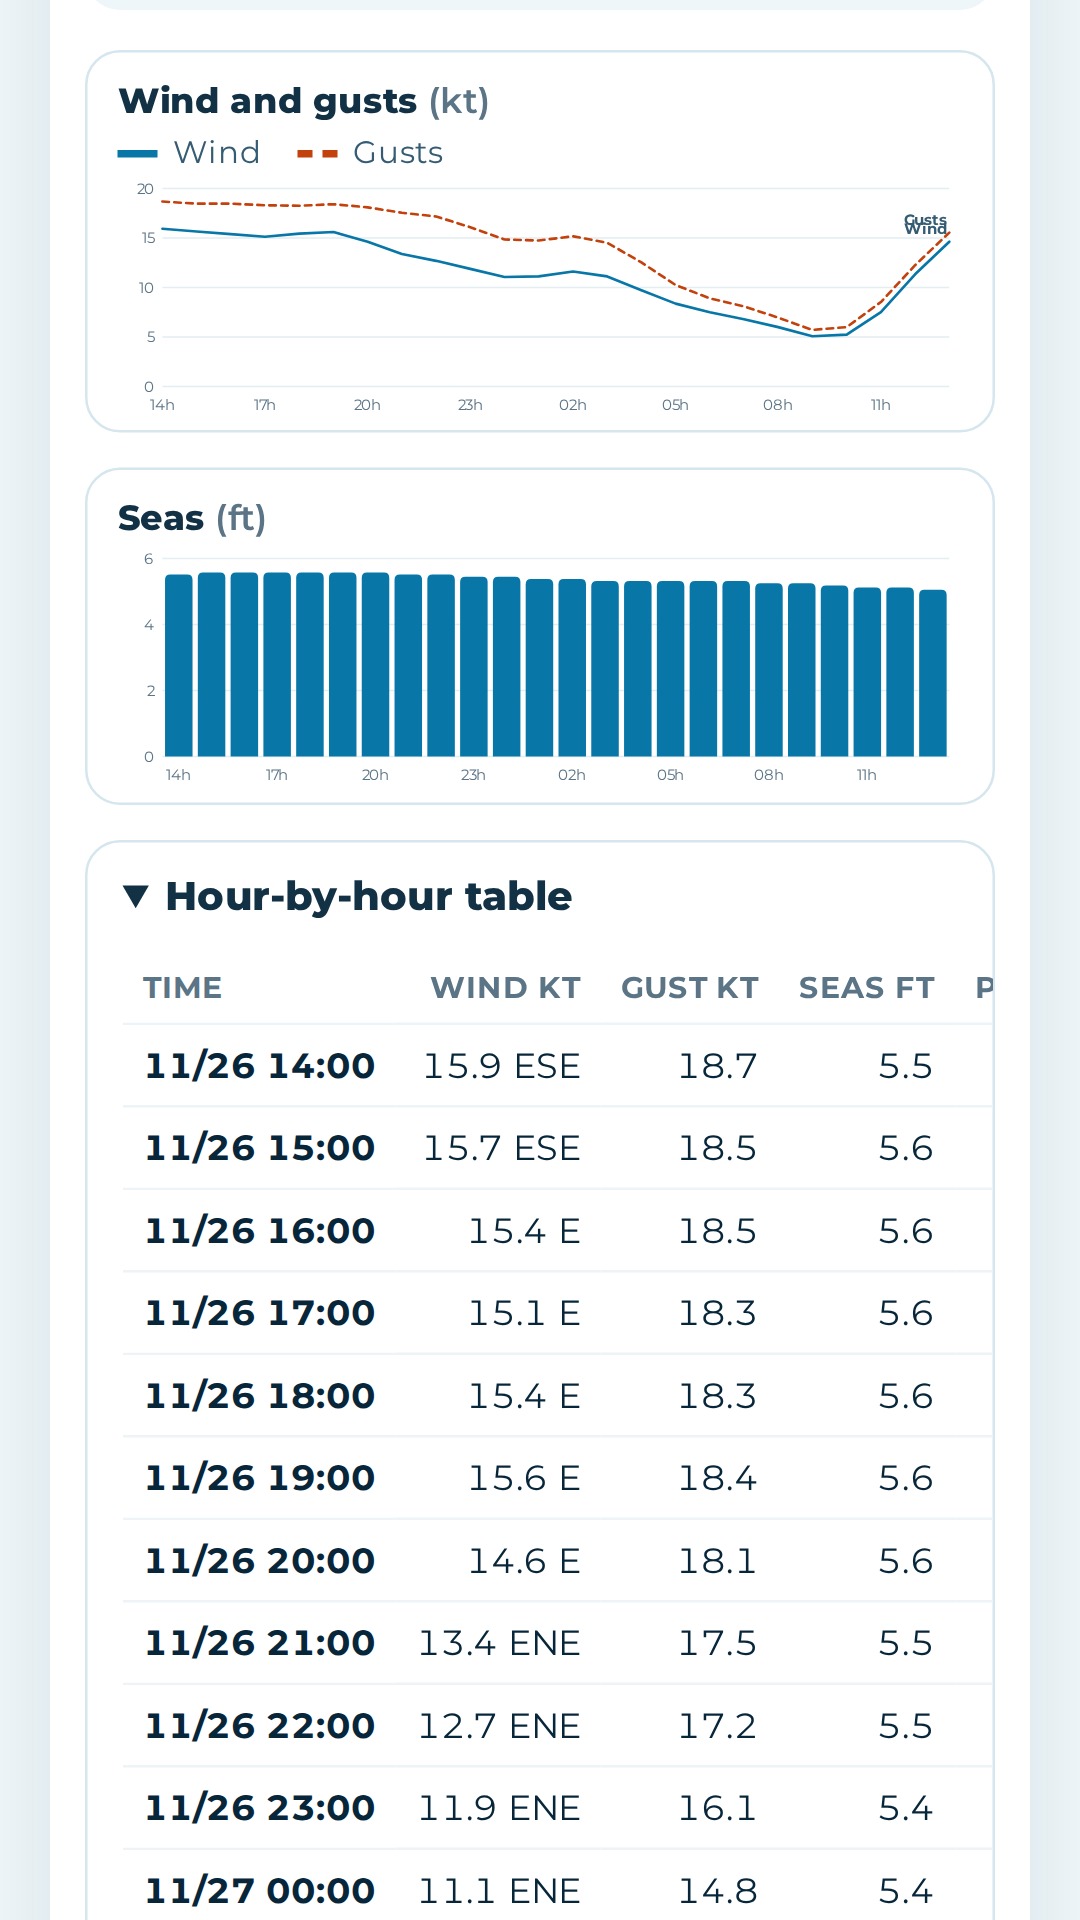 Wind and gusts (kt)
Wind Gusts
20
Gusts
Wind
15
10
5
0
14h 17h 20h 23h 02h 05h 08h 11h
Seas (ft)
6
4
2
0
14h 17h 20h 23h 02h 05h 08h 11h
▼ Hour-by-hour table
TIME WIND KT GUST KT SEAS FT P
11/26 14:00 15.9 ESE 18.7 5.5
11/26 15:00 15.7 ESE 18.5 5.6
11/26 16:00 15.4 E 18.5 5.6
11/26 17:00 15.1 E 18.3 5.6
11/26 18:00 15.4 E 18.3 5.6
11/26 19:00 15.6 E 18.4 5.6
11/26 20:00 14.6 E 18.1 5.6
11/26 21:00 13.4 ENE 17.5 5.5
11/26 22:00 12.7 ENE 17.2 5.5
11/26 23:00 11.9 ENE 16.1 5.4
11/27 00:00 11.1 ENE 14.8 5.4